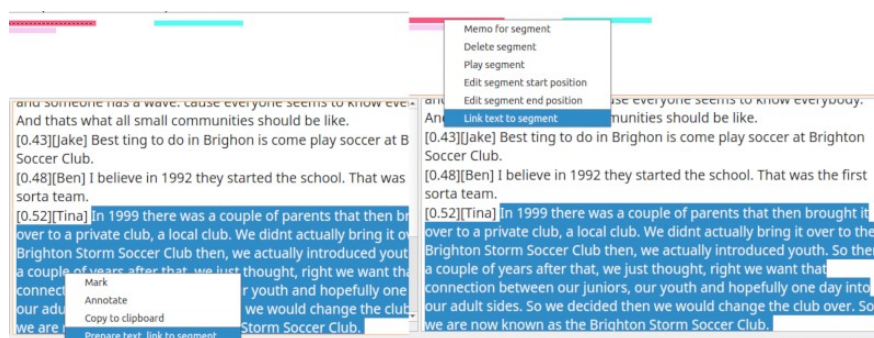 and someone has a wave. cause everyone seems to know eve
And thats what all small communities should be like.
[0.43][Jake] Best ting to do in Brighon is come play soccer at B
Soccer Club.
[0.48][Ben] I believe in 1992 they started the school. That was
sorta team.
[0.52][Tina] In 1999 there was a couple of parents that then br
over to a private club, a local club. We didnt actually bring it ov
Brighton Storm Soccer Club then, we actually introduced yout
a couple of years after that, we just thought, right we want tha
connect r youth and hopefully one
our adu we would change the club
we are Storm Soccer Club.
Mark
Annotate
Copy to clipboard
Prepare text_link to segment
Memo for segment
Delete segment
Play segment
Edit segment start position
Edit segment end position
Link text to segment
use everyone seems to know everybody.
An munities should be like.
[0.43][Jake] Best ting to do in Brighon is come play soccer at Brighton
Soccer Club.
[0.48][Ben] I believe in 1992 they started the school. That was the first
sorta team.
[0.52][Tina] In 1999 there was a couple of parents that then brought it
over to a private club, a local club. We didnt actually bring it over to the
Brighton Storm Soccer Club then, we actually introduced youth. So the
a couple of years after that, we just thought, right we want that
connection between our juniors, our youth and hopefully one day into
our adult sides. So we decided then we would change the club over. So
we are now known as the Brighton Storm Soccer Club.